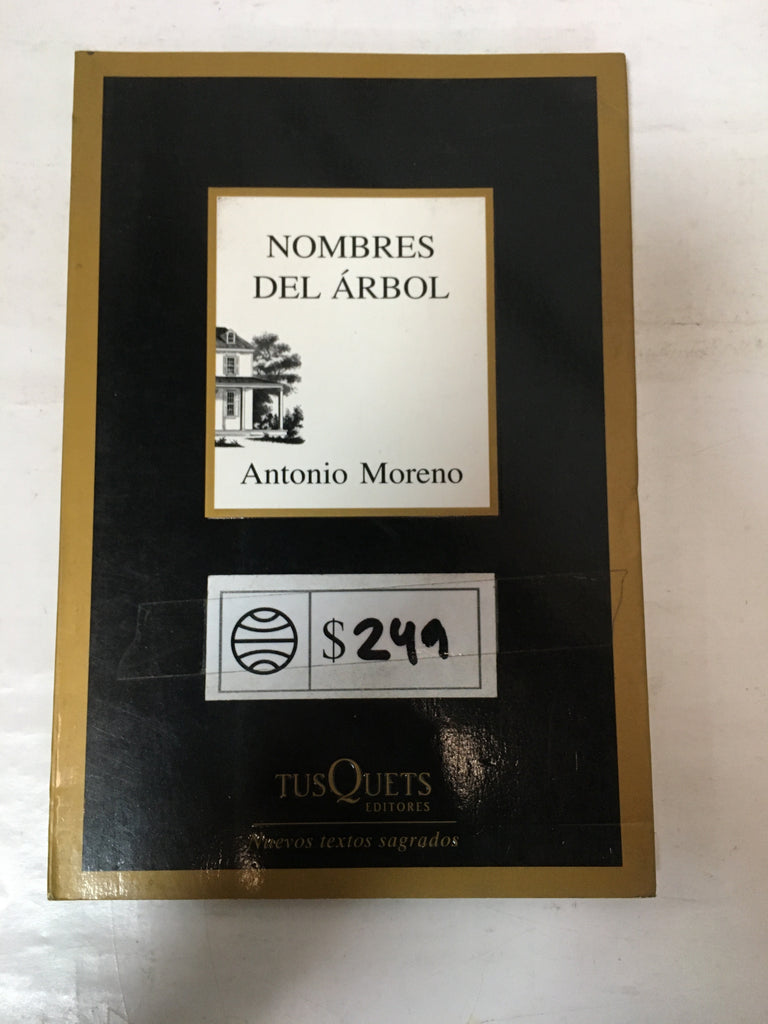 NOMBRES
DEL ÁRBOL
Antonio Moreno
$249
TUSQUETS
EDITORES
Nuevos textos sagrados